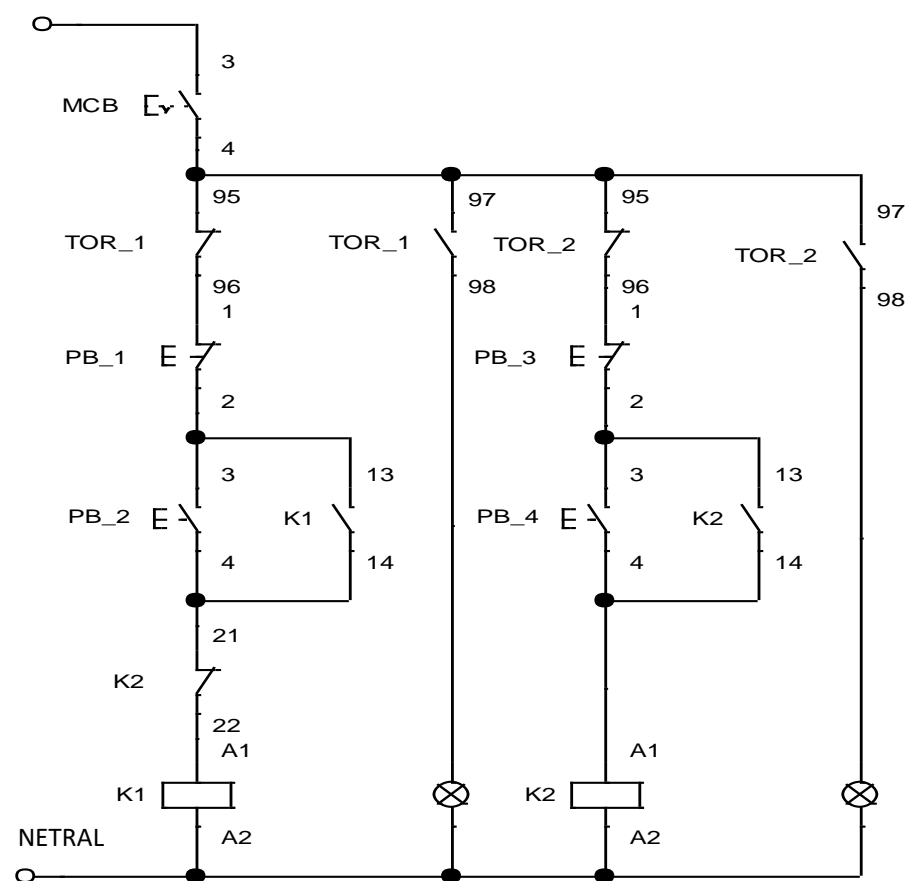 3
MCB
4
95
97
95
97
TOR_1
TOR_1
TOR_2
TOR_2
96
98
96
98
1
1
PB_1
PB_3
2
2
3
13
3
13
PB_2
K1
PB_4
K2
4
14
4
14
21
K2
22
A1
A1
K1
K2
NETRAL
A2
A2